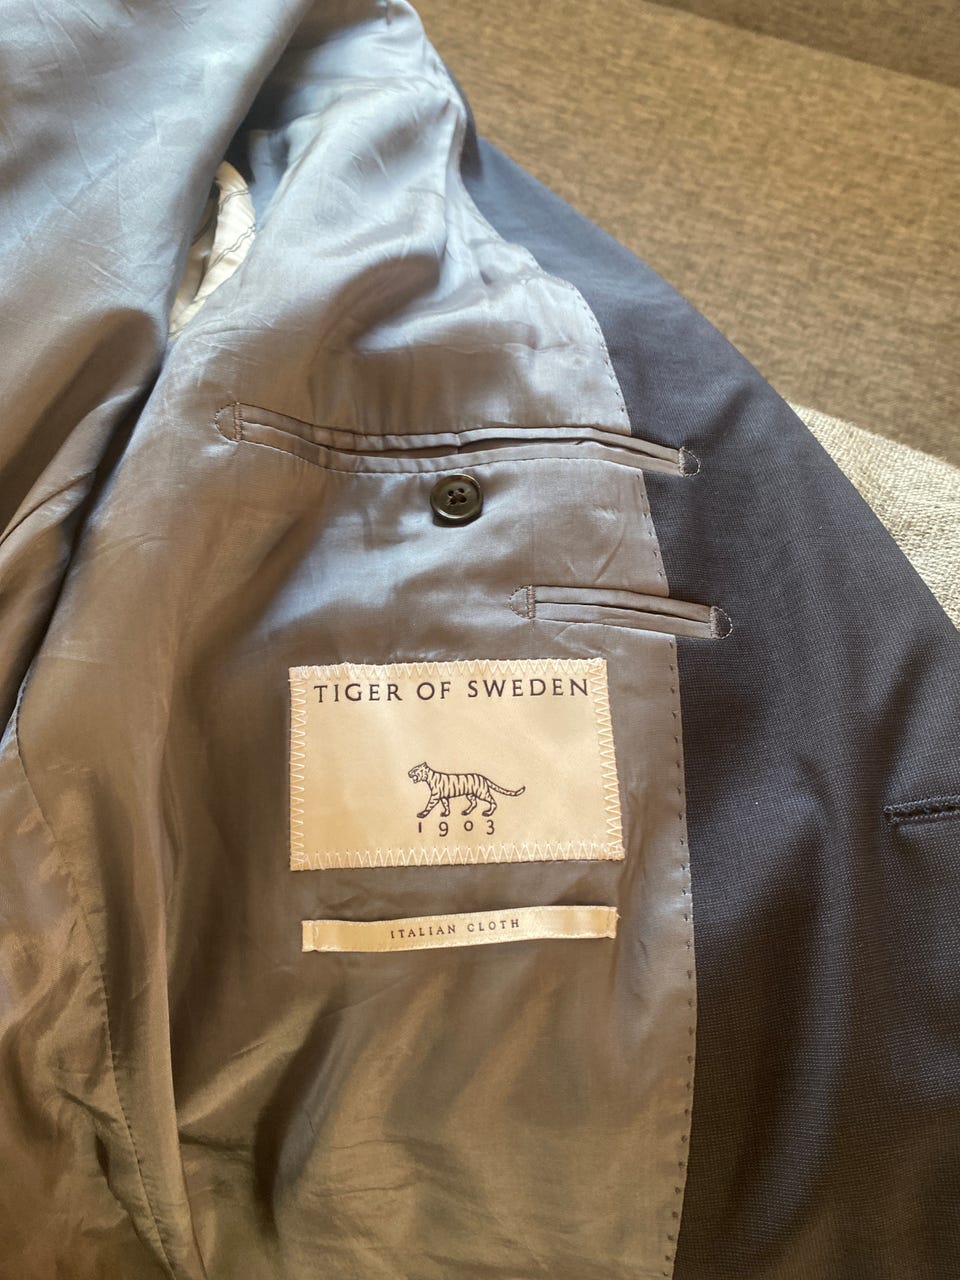 TIGER OF SWEDEN
1903
ITALIAN CLOTH